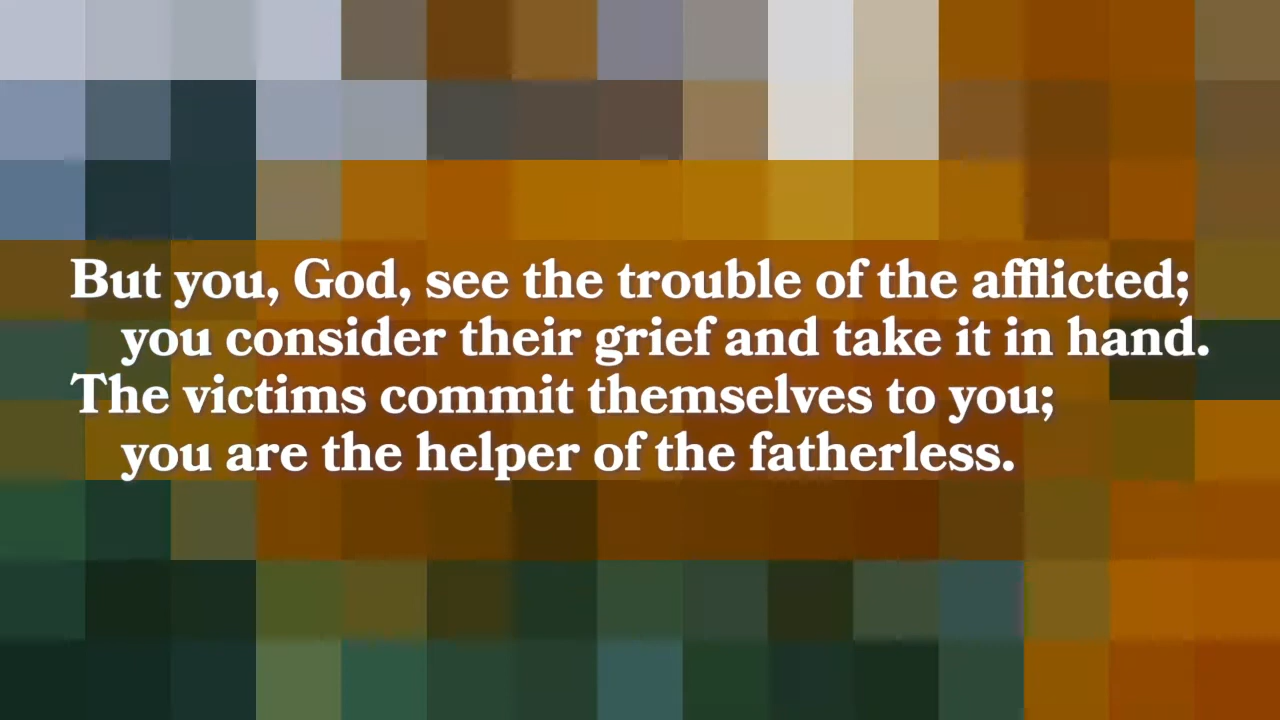 But you, God, see the trouble of the afflicted;
you consider their grief and take it in hand.
The victims commit themselves to you;
you are the helper of the fatherless.